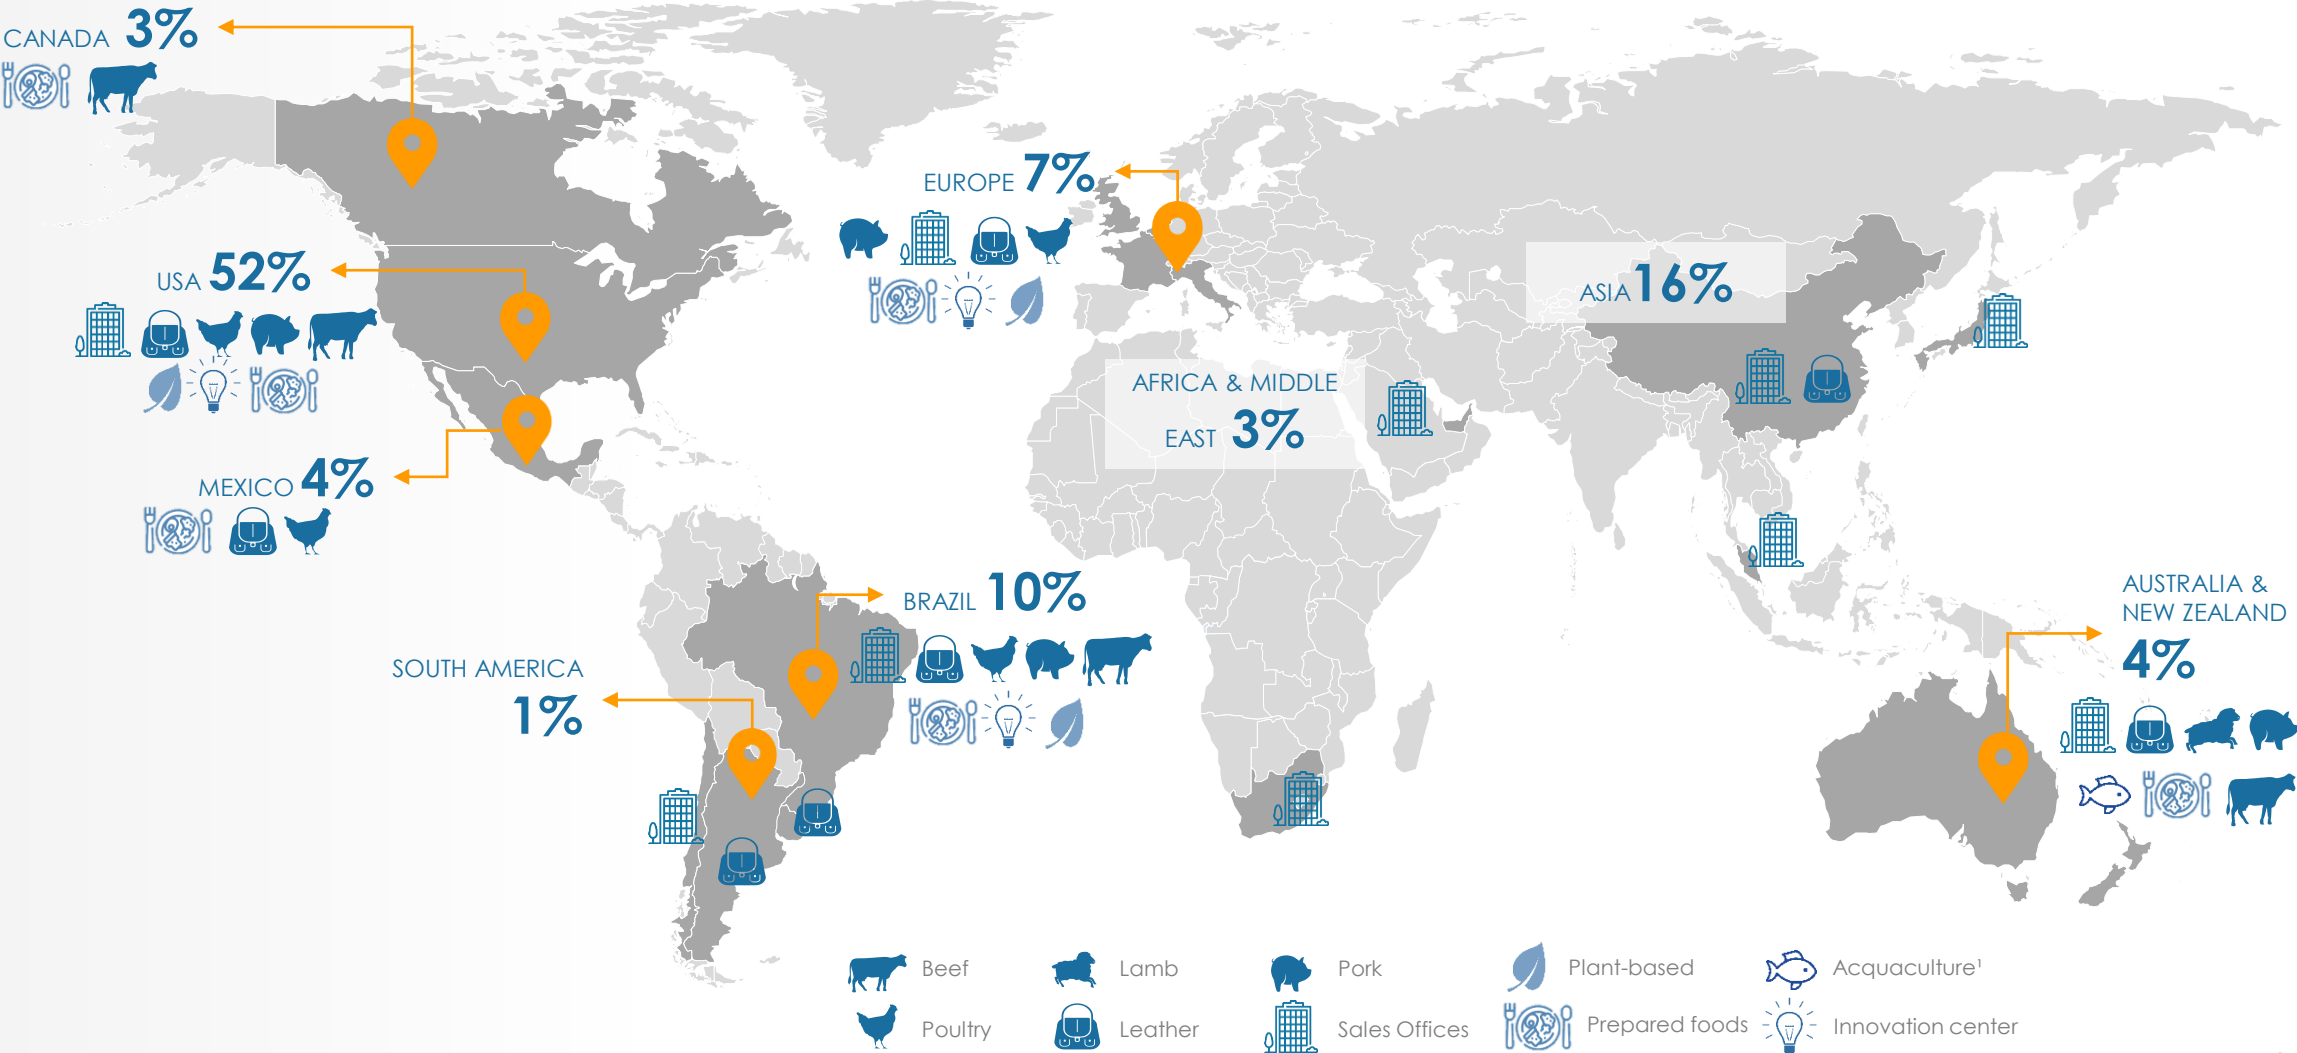 CANADA 3%
EUROPE 7%
USA 52%
ASIA 16%
AFRICA & MIDDLE
EAST 3%
MEXICO 4%
BRAZIL 10%
AUSTRALIA &
NEW ZEALAND
4%
SOUTH AMERICA
1%
Beef
Lamb
Pork
Plant-based
Acquaculture¹
Poultry
Leather
Sales Offices
Prepared foods
Innovation center